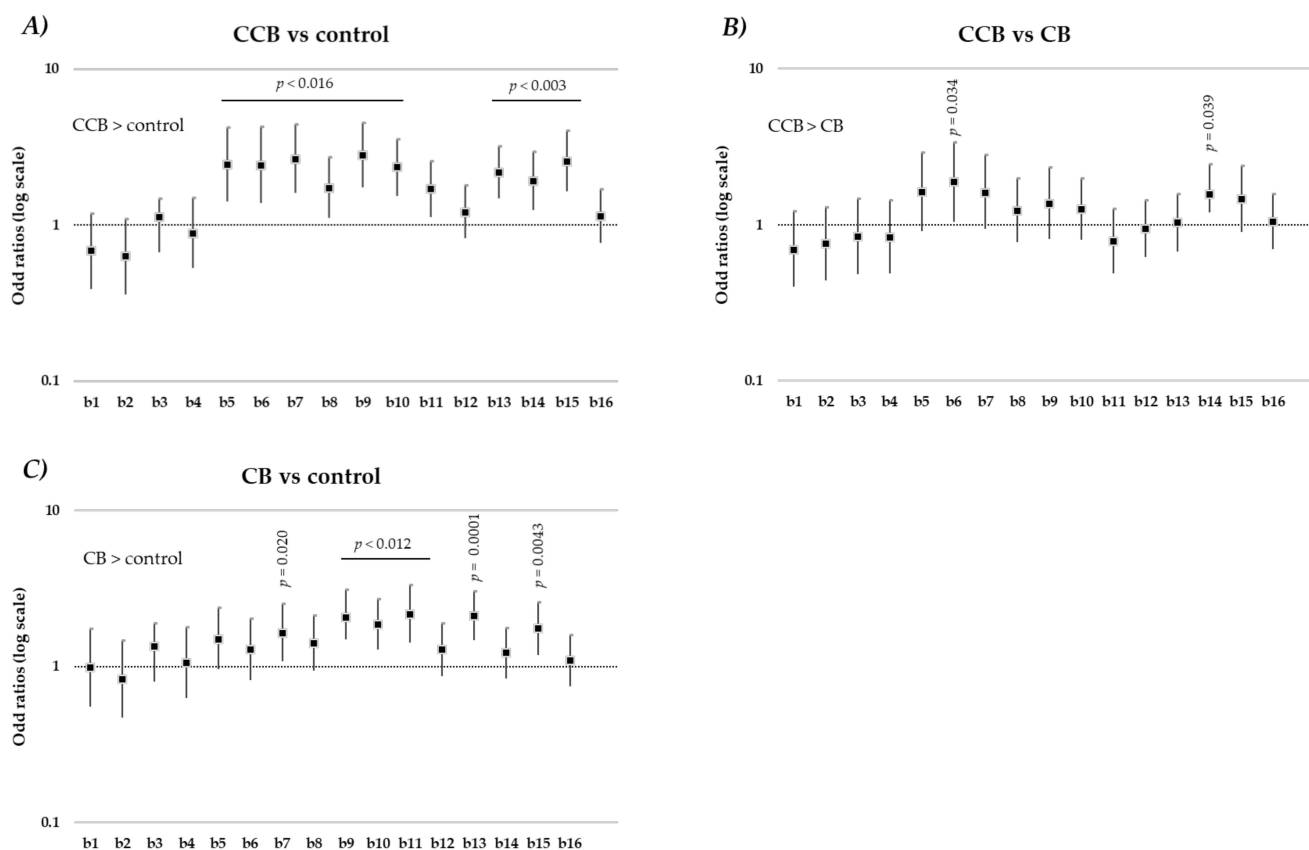 A)
CCB vs control
10
p < 0.016
p < 0.003
CCB > control
Odd ratios (log scale)
1
0.1
b1 b2 b3 b4 b5 b6 b7 b8 b9 b10 b11 b12 b13 b14 b15 b16
B)
CCB vs CB
10
p = 0.034
p = 0.039
CCB > CB
Odd ratios (log scale)
1
0.1
b1 b2 b3 b4 b5 b6 b7 b8 b9 b10 b11 b12 b13 b14 b15 b16
C)
CB vs control
10
p = 0.020
p < 0.012
p = 0.0001
p = 0.0043
CB > control
Odd ratios (log scale)
1
0.1
b1 b2 b3 b4 b5 b6 b7 b8 b9 b10 b11 b12 b13 b14 b15 b16